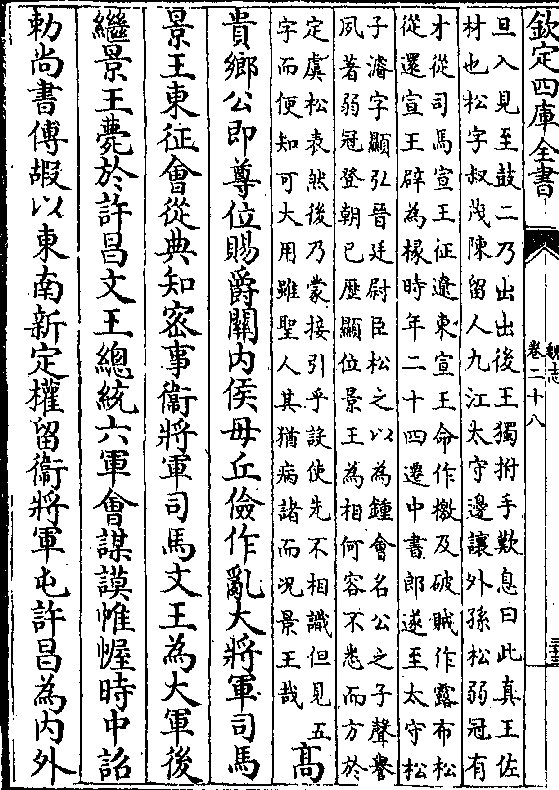 欽定四庫全書
魏志
卷二十八
旦入見至鼓二乃出出後王獨拊手歎息曰此真王佐
材也松字叔茂陳留人九江太守邊讓外孫松弱冠有
才從司馬宣王征遼東宣王命作檄及破賊作露布松
從還宣王辟為掾時年二十四遷中書郎遂至太守松
子濬字顯弘晉廷尉臣松之以為鍾會名公之子聲譽
夙著弱冠登朝已歴顯位景王為相何容不悉而方於
定虞松表然後乃蒙接引乎設使先不相識但見五
字而便知可大用雖聖人其猶病諸而况景王哉
高
貴鄉公即尊位賜爵關内侯毋丘儉作亂大將軍司馬
景王東征會從典知密事衞將軍司馬文王為大軍後
繼景王薨於許昌文王總統六軍會謀謨帷幄時中詔
勅尚書傅嘏以東南新定權留衞將軍屯許昌為内外